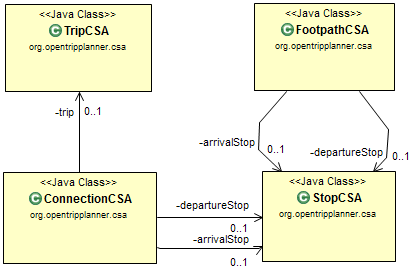 <<Java Class>>
TripCSA
org.opentripplanner.csa
<<Java Class>>
FootpathCSA
org.opentripplanner.csa
-trip
0..1
-arrivalStop
0..1
-departureStop
0..1
<<Java Class>>
ConnectionCSA
org.opentripplanner.csa
-departureStop
0..1
-arrivalStop
0..1
<<Java Class>>
StopCSA
org.opentripplanner.csa